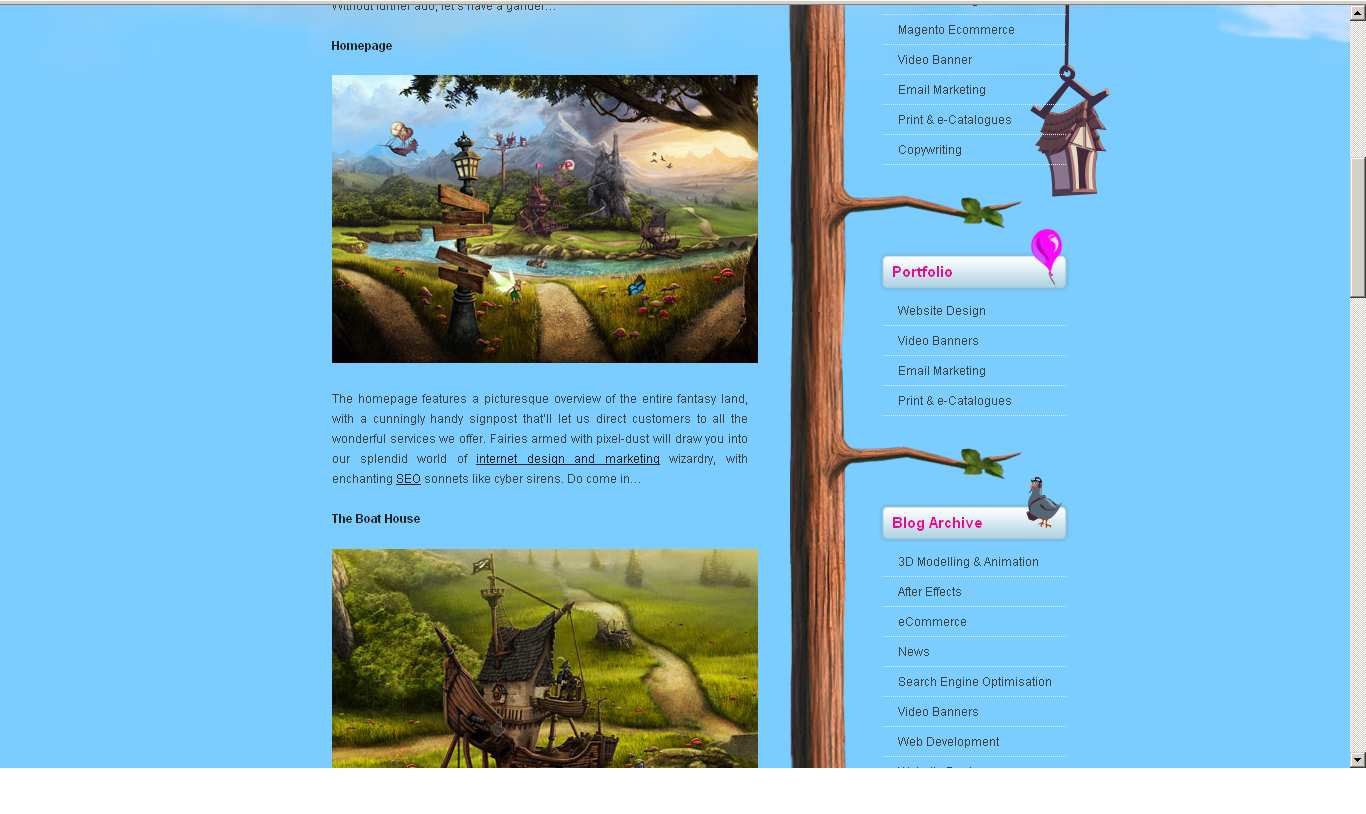 Without further ado, let's have a gander...
Homepage
The homepage features a picturesque overview of the entire fantasy land,
with a cunningly handy signpost that'll let us direct customers to all the
wonderful services we offer. Fairies armed with pixel-dust will draw you into
our splendid world of internet design and marketing wizardry, with
enchanting SEO sonnets like cyber sirens. Do come in...
The Boat House
Magento Ecommerce
Video Banner
Email Marketing
Print & e-Catalogues
Copywriting
Portfolio
Website Design
Video Banners
Email Marketing
Print & e-Catalogues
Blog Archive
3D Modelling & Animation
After Effects
eCommerce
News
Search Engine Optimisation
Video Banners
Web Development